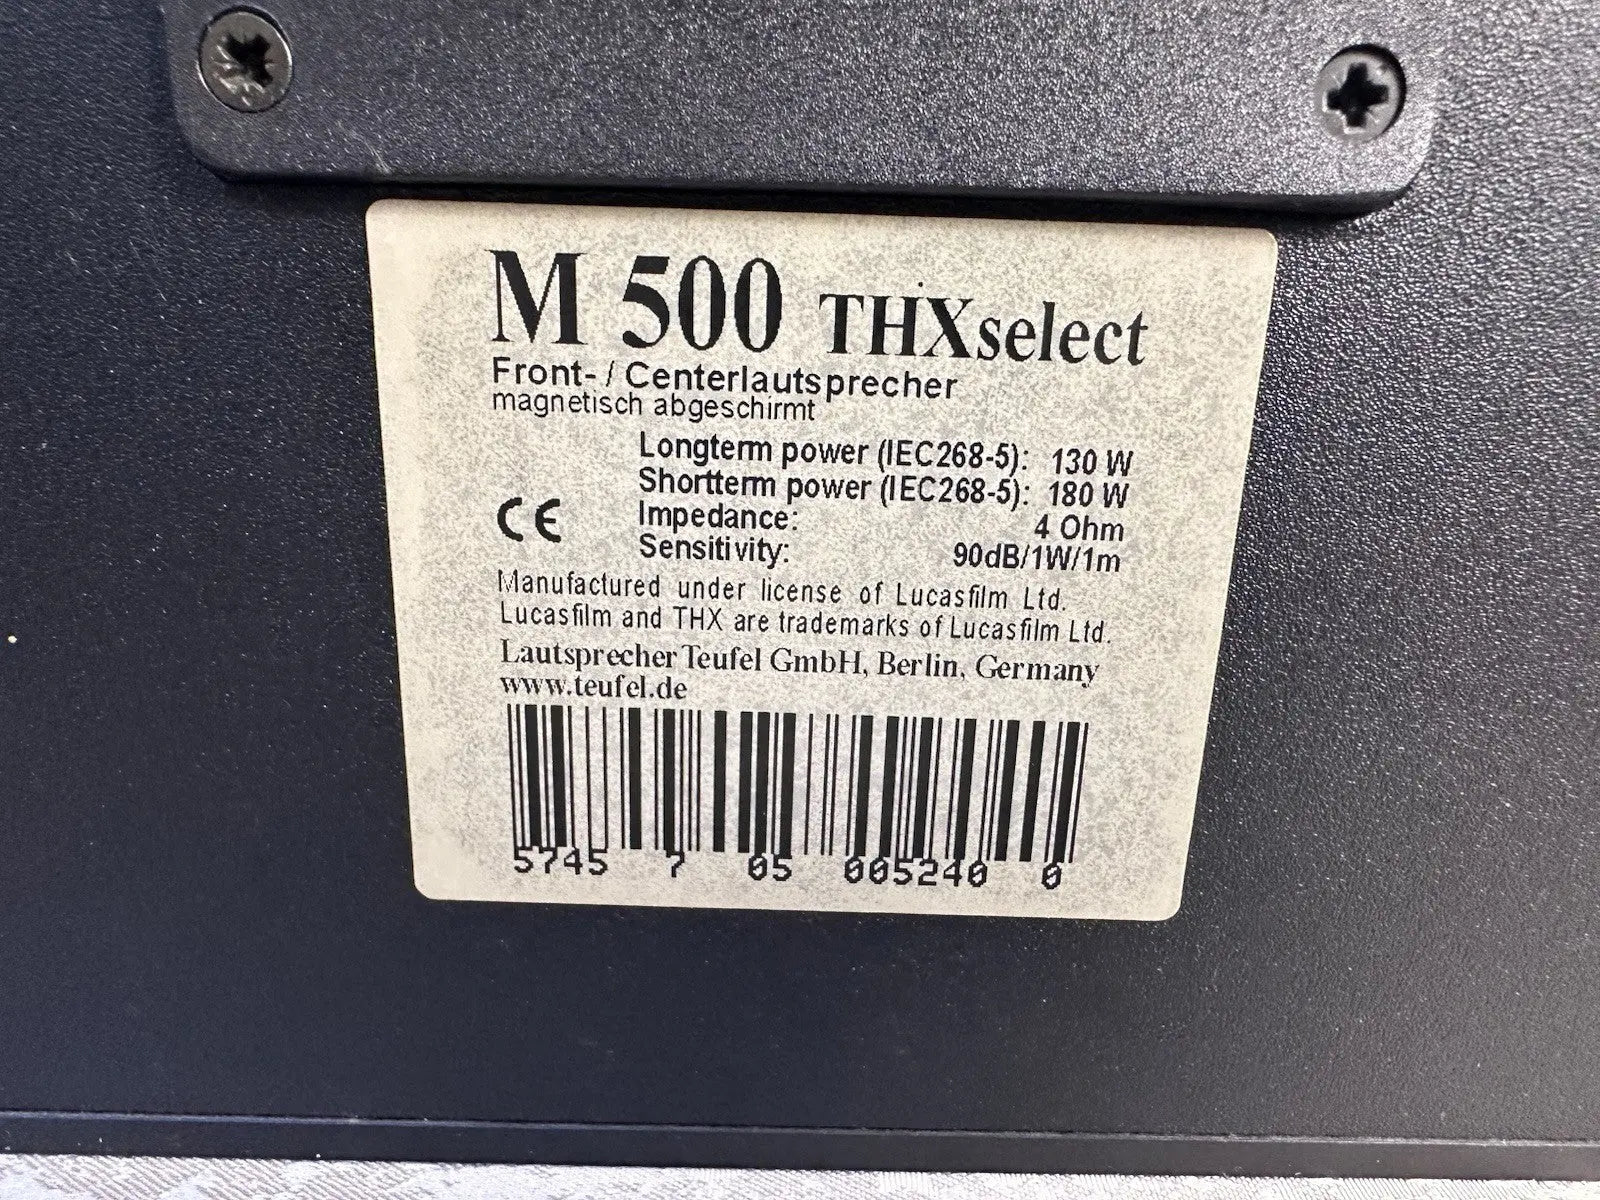 M 500 THXselect
Front- / Centerlautsprecher
magnetisch abgeschirmt
Longterm power (IEC268-5): 130 W
Shortterm power (IEC268-5): 180 W
CE Impedance: 4 Ohm
Sensitivity: 90dB/1W/1m
Manufactured under license of Lucasfilm Ltd.
Lucasfilm and THX are trademarks of Lucasfilm Ltd.
Lautsprecher Teufel GmbH, Berlin, Germany
www.teufel.de
5745 7 05 005240 0